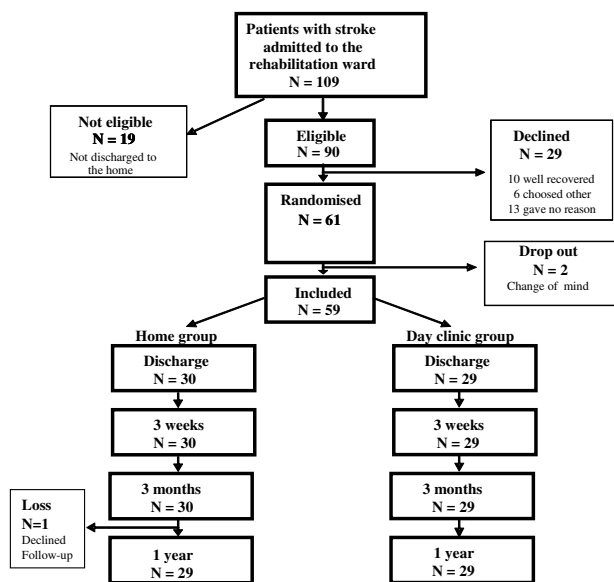 Patients with stroke
admitted to the
rehabilitation ward
N = 109
Not eligible
N = 19
Not discharged to
the home
Eligible
N = 90
Declined
N = 29
10 well recovered
6 choosed other
13 gave no reason
Randomised
N = 61
Drop out
N = 2
Change of mind
Included
N = 59
Home group
Day clinic group
Discharge
N = 30
Discharge
N = 29
3 weeks
N = 30
3 weeks
N = 29
3 months
N = 30
3 months
N = 29
Loss
N=1
Declined
Follow-up
1 year
N = 29
1 year
N = 29